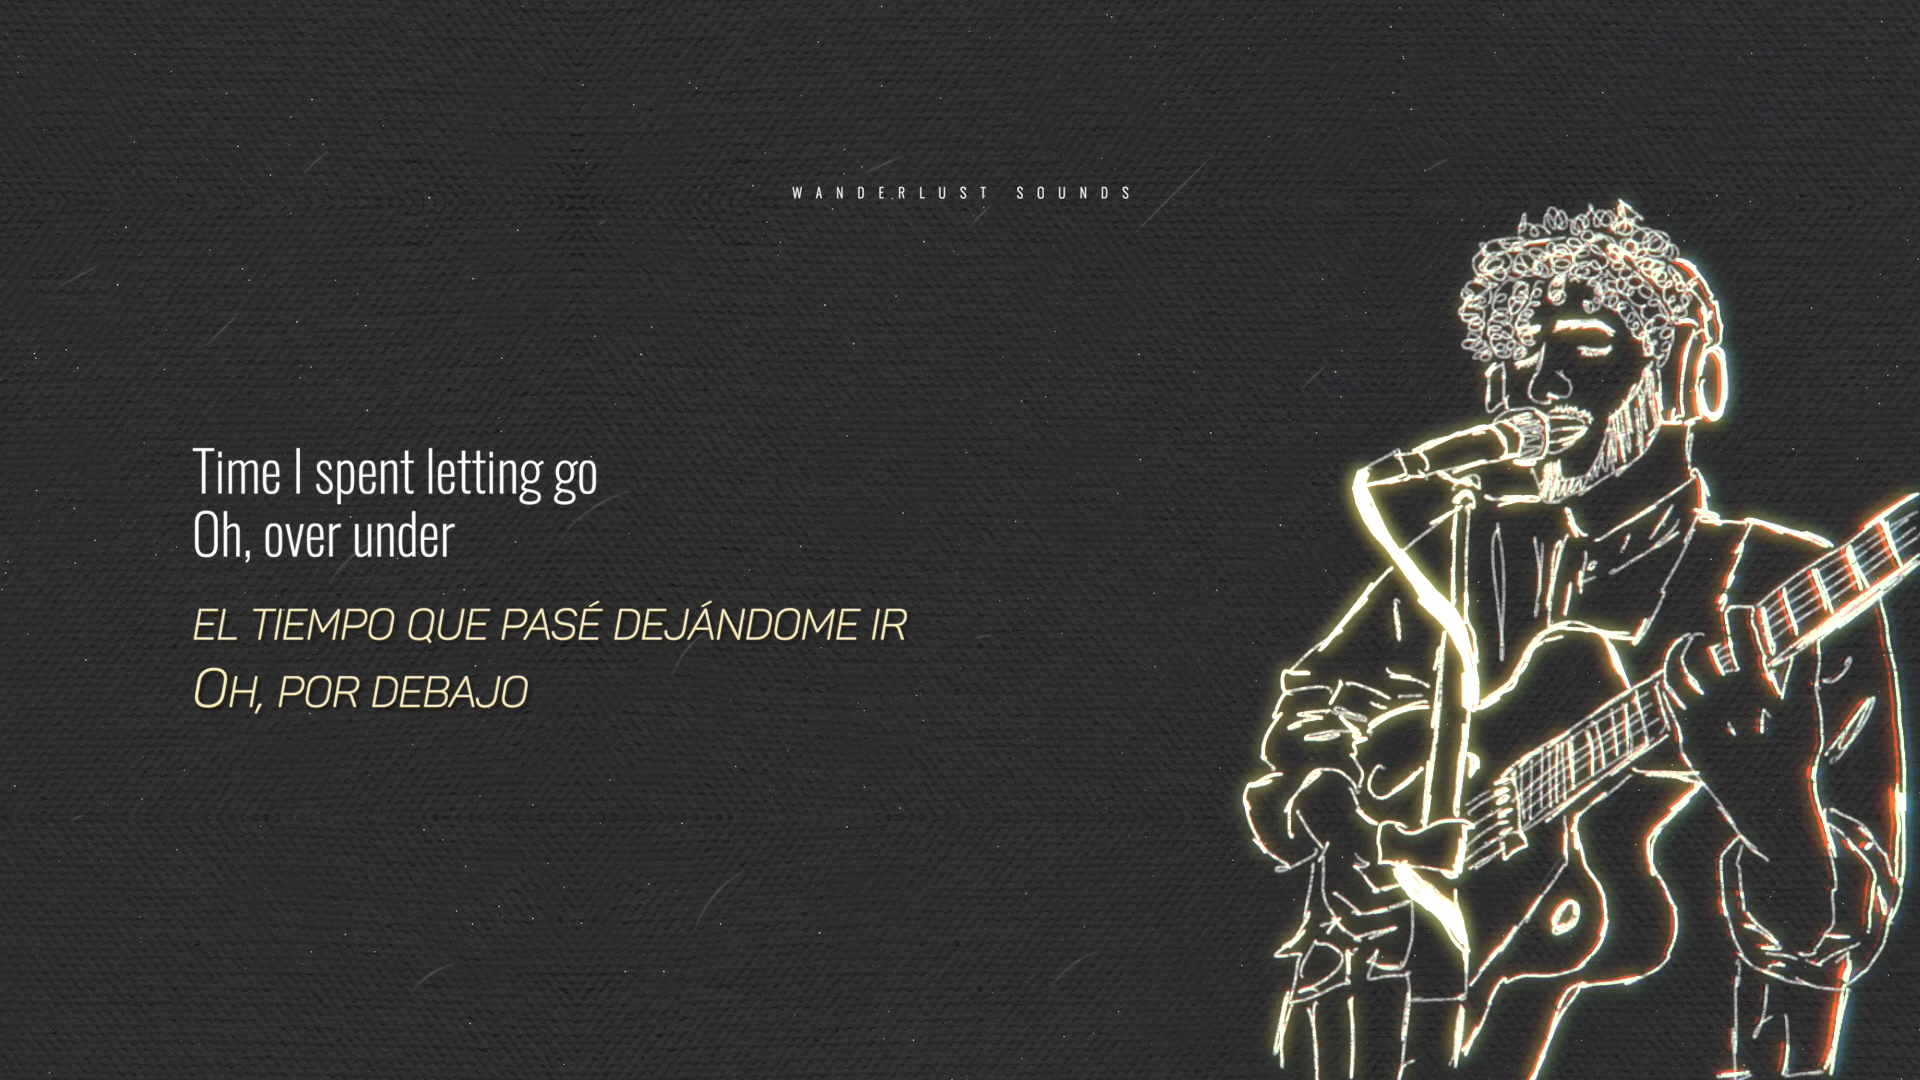 WANDERLUST SOUNDS
Time I spent letting go
Oh, over under
EL TIEMPO QUE PASÉ DEJÁNDOME IR
OH, POR DEBAJO